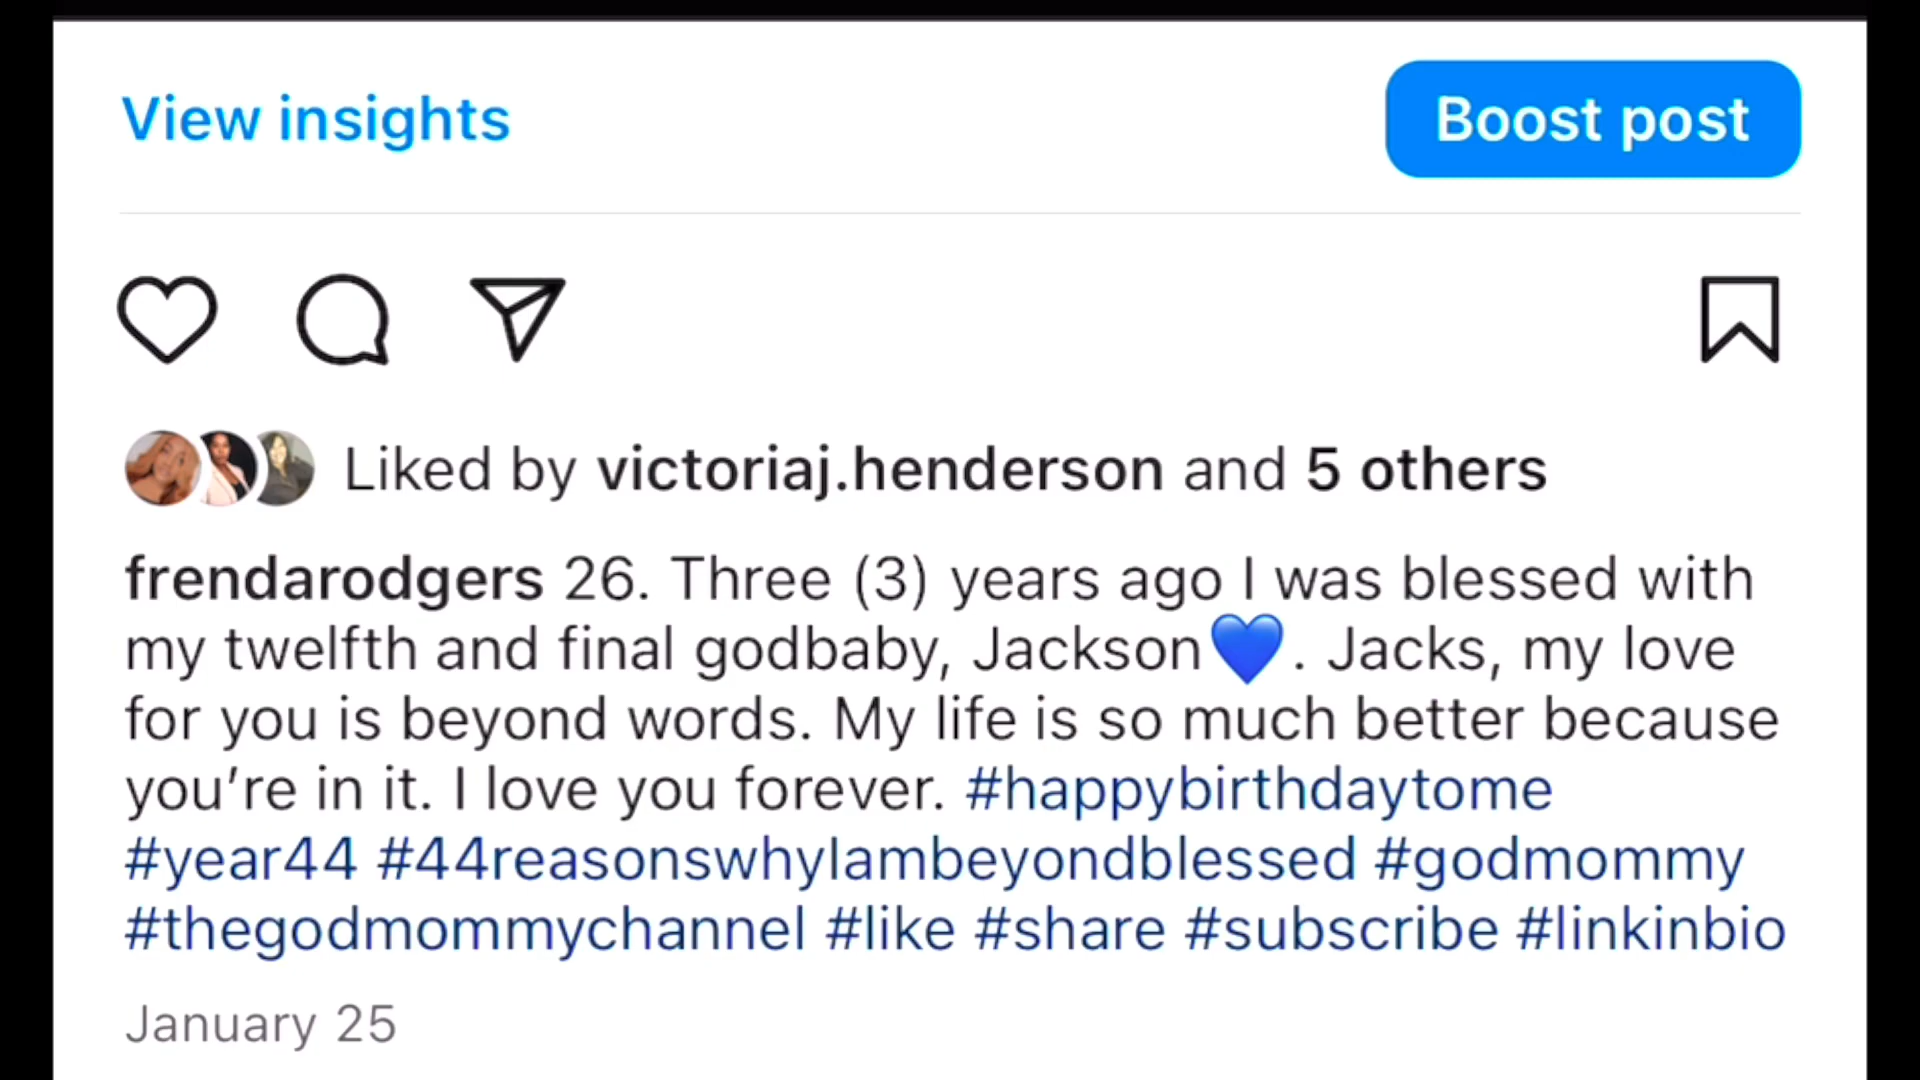 View insights
Boost post
Liked by victoriaj.henderson and 5 others
frendarodgers 26. Three (3) years ago I was blessed with
my twelfth and final godbaby, Jackson💙. Jacks, my love
for you is beyond words. My life is so much better because
you’re in it. I love you forever. #happybirthdaytome
#year44 #44reasonswhyIambeyondblessed #godmommy
#thegodmommychannel #like #share #subscribe #linkinbio
January 25